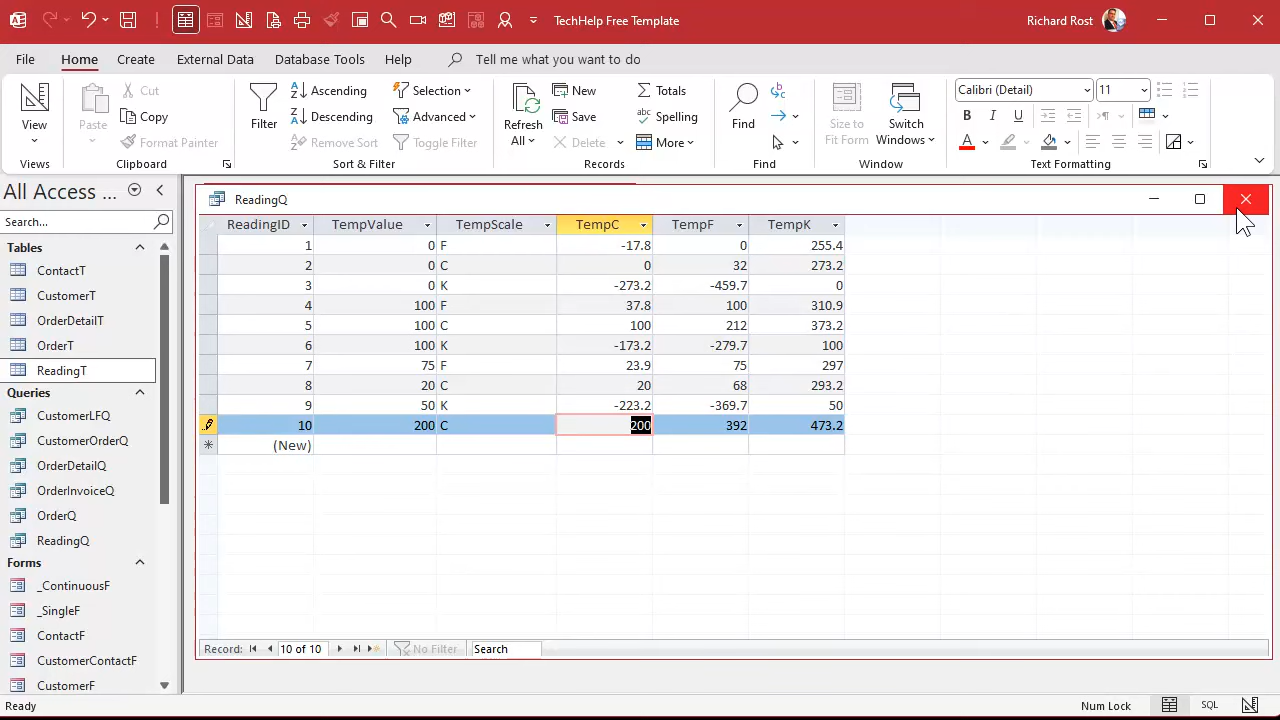 TechHelp Free Template
Richard Rost
File Home Create External Data Database Tools Help Tell me what you want to do
View
Views
Paste
Cut
Copy
Format Painter
Clipboard
Filter
Ascending
Descending
Remove Sort
Selection
Advanced
Toggle Filter
Sort & Filter
Refresh
All
New
Save
Delete
Totals
Spelling
More
Records
Find
Find
Size to
Fit Form
Switch
Windows
Window
Calibri (Detail) 11
B I U
A
Text Formatting
All Access ...
Search...
Tables
ContactT
CustomerT
OrderDetailT
OrderT
ReadingT
Queries
CustomerLFQ
CustomerOrderQ
OrderDetailQ
OrderInvoiceQ
OrderQ
ReadingQ
Forms
_ContinuousF
_SingleF
ContactF
CustomerContactF
CustomerF
ReadingQ
ReadingID TempValue TempScale TempC TempF TempK
1 0 F -17.8 0 255.4
2 0 C 0 32 273.2
3 0 K -273.2 -459.7 0
4 100 F 37.8 100 310.9
5 100 C 100 212 373.2
6 100 K -173.2 -279.7 100
7 75 F 23.9 75 297
8 20 C 20 68 293.2
9 50 K -223.2 -369.7 50
10 200 C 200 392 473.2
(New)
Record: 10 of 10 No Filter Search
Ready
Num Lock
SQL